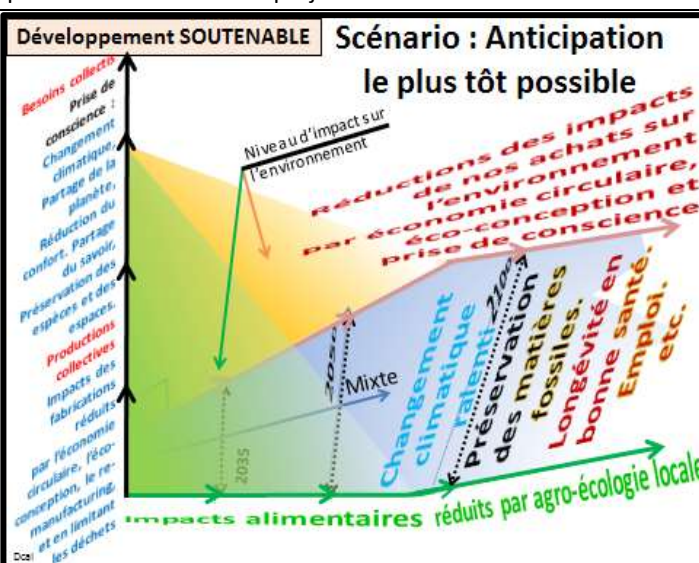 Développement SOUTENABLE
Scénario : Anticipation
le plus tôt possible
Besoins collectifs
Prise de
conscience :
Changement
climatique,
Partage de la
planète,
Réduction du
confort. Partage
du savoir,
Préservation des
espèces et des
espaces.
Productions
collectives
Impacts des
fabrications
réduits
par l'économie
circulaire, l'éco-
conception, le re-
manufacturing,
et en limitant
les déchets
Niveau d'impact sur
l'environnement
Réductions des impacts
de nos achats sur
l'environnement
par économie circulaire,
éco-conception et
prise de conscience
2035
2050
2100
Mixte
Changement
climatique
ralenti.
Préservation
des matières
fossiles.
Longévité en
bonne santé.
Emploi.
etc.
Impacts alimentaires réduits par agro-écologie locale